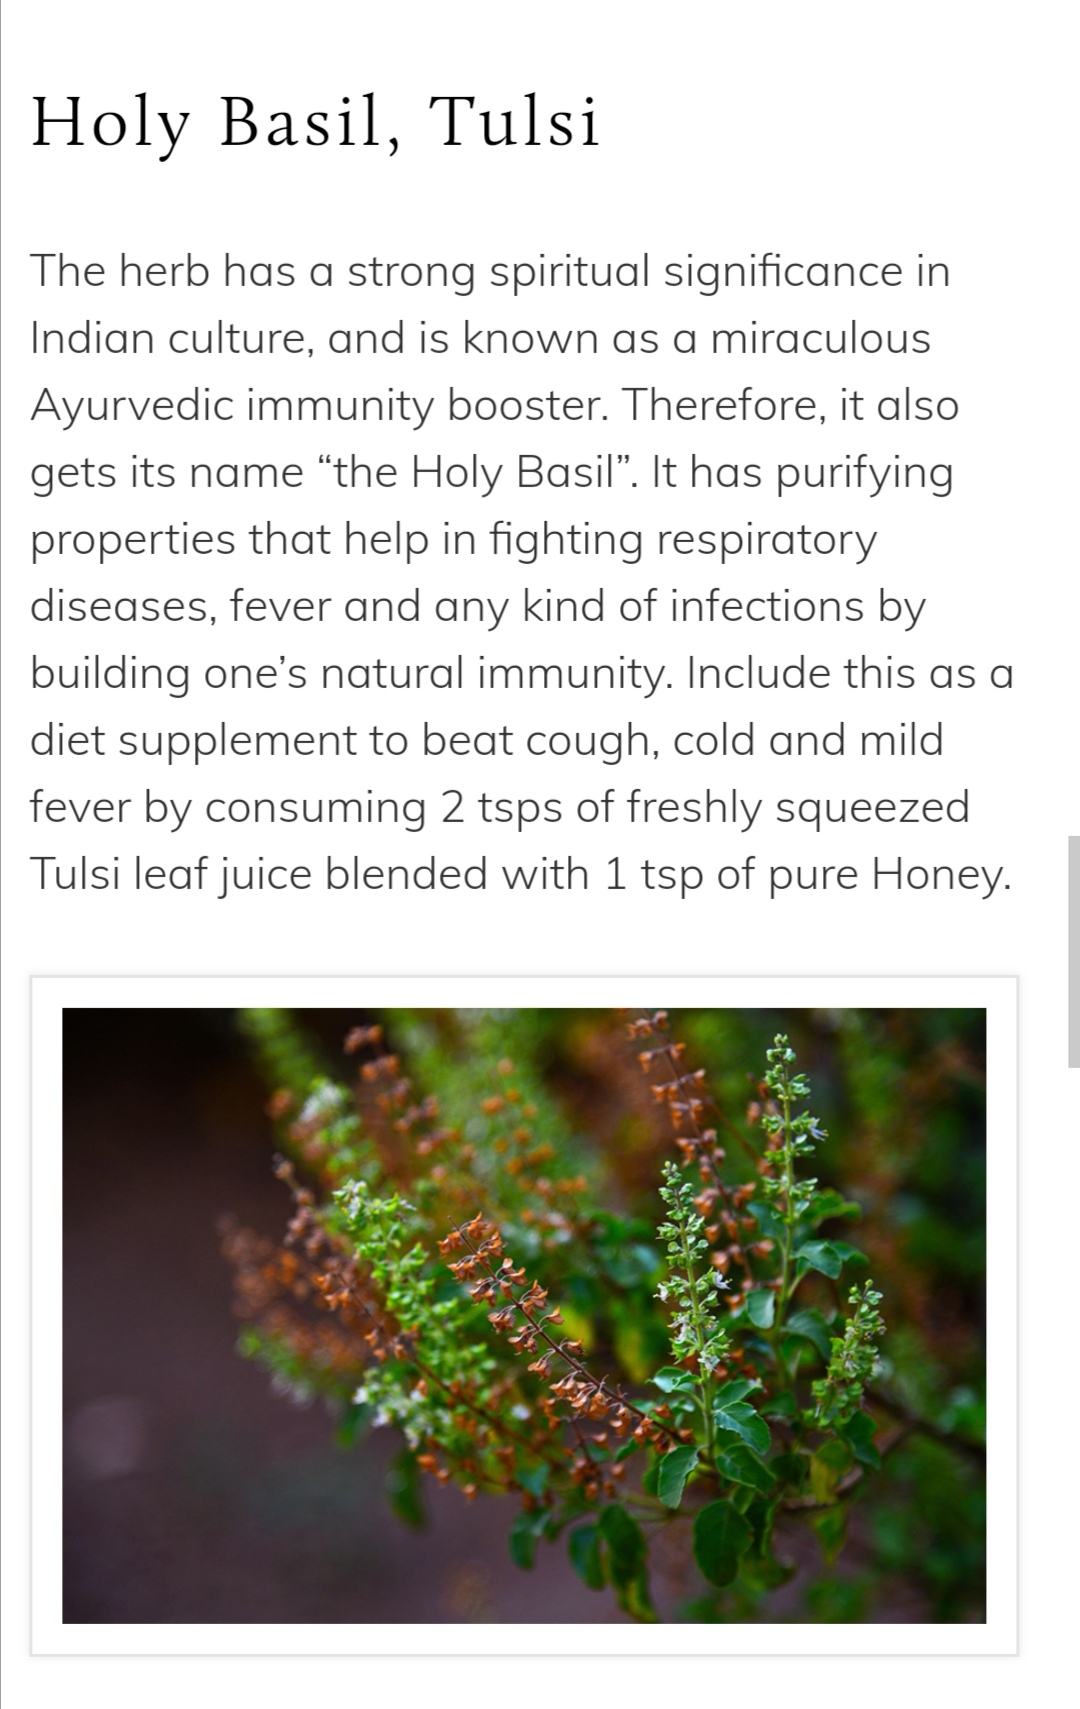 Holy Basil, Tulsi
The herb has a strong spiritual significance in
Indian culture, and is known as a miraculous
Ayurvedic immunity booster. Therefore, it also
gets its name “the Holy Basil”. It has purifying
properties that help in fighting respiratory
diseases, fever and any kind of infections by
building one’s natural immunity. Include this as a
diet supplement to beat cough, cold and mild
fever by consuming 2 tsps of freshly squeezed
Tulsi leaf juice blended with 1 tsp of pure Honey.